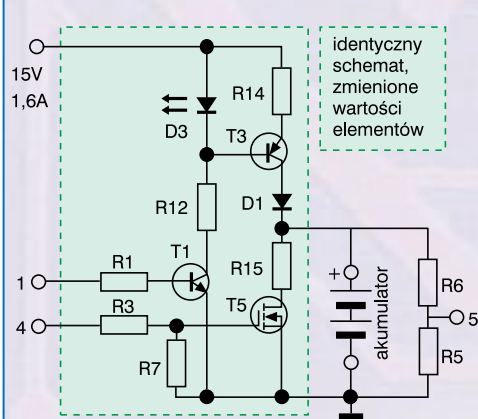 15V
1,6A
identyczny
schemat,
zmienione
wartości
elementów
R14
D3
T3
R12
D1
T1
R1
R15
1
R3
T5
4
R7
+
akumulator
R6
5
R5